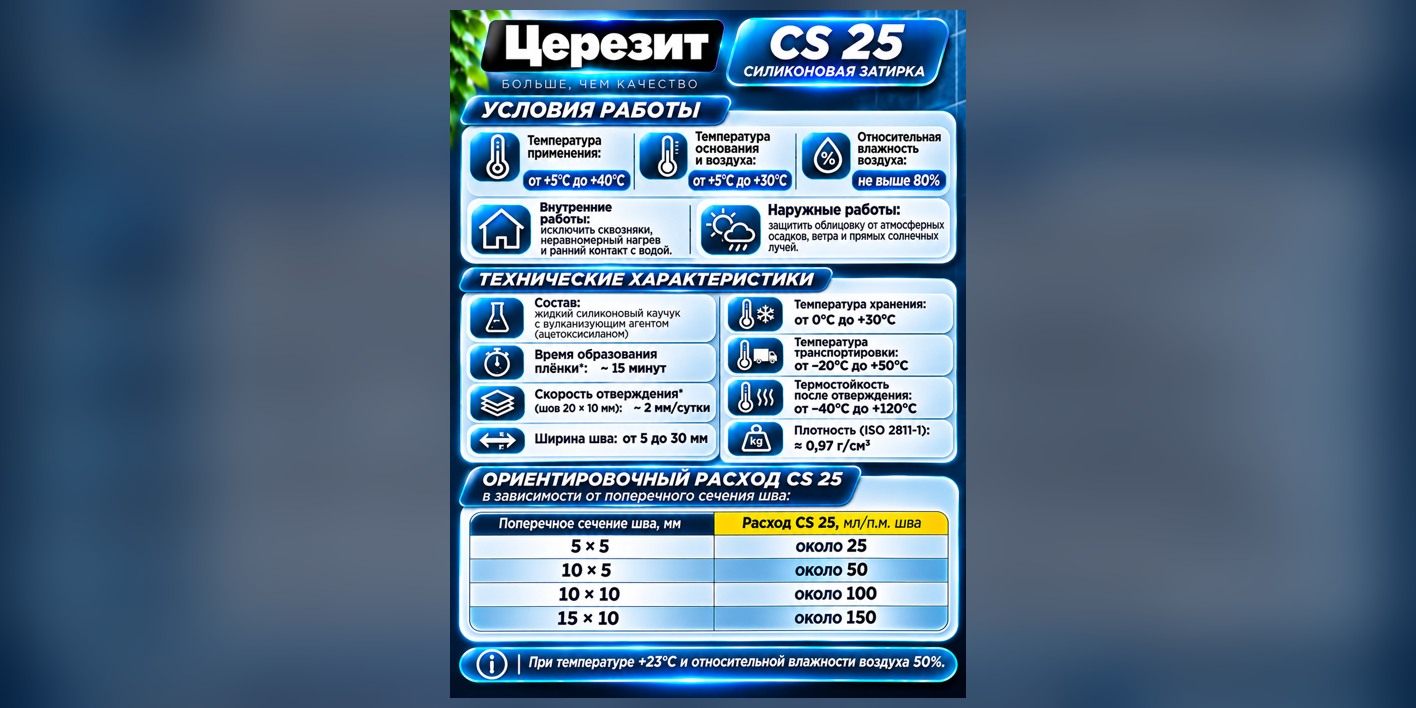 Церезит
БОЛЬШЕ, ЧЕМ КАЧЕСТВО
CS 25
СИЛИКОНОВАЯ ЗАТИРКА
УСЛОВИЯ РАБОТЫ
Температура
применения:
от +5°C до +40°C
Температура
основания
и воздуха:
от +5°C до +30°C
%
Относительная
влажность
воздуха:
не выше 80%
Внутренние
работы:
исключить сквозняки,
неравномерный нагрев
и ранний контакт с водой.
Наружные работы:
защитить облицовку от атмосферных
осадков, ветра и прямых солнечных
лучей.
ТЕХНИЧЕСКИЕ ХАРАКТЕРИСТИКИ
Состав:
жидкий силиконовый каучук
с вулканизующим агентом
(ацетоксисиланом)
Время образования
плёнки*: ~ 15 минут
Скорость отверждения*
(шов 20 × 10 мм): ~ 2 мм/сутки
Ширина шва: от 5 до 30 мм
Температура хранения:
от 0°C до +30°C
Температура
транспортировки:
от –20°C до +50°C
Термостойкость
после отверждения:
от –40°C до +120°C
kg
Плотность (ISO 2811-1):
≈ 0,97 г/см³
ОРИЕНТИРОВОЧНЫЙ РАСХОД CS 25
в зависимости от поперечного сечения шва:
Поперечное сечение шва, мм Расход CS 25, мл/п.м. шва
5 × 5 около 25
10 × 5 около 50
10 × 10 около 100
15 × 10 около 150
При температуре +23°C и относительной влажности воздуха 50%.